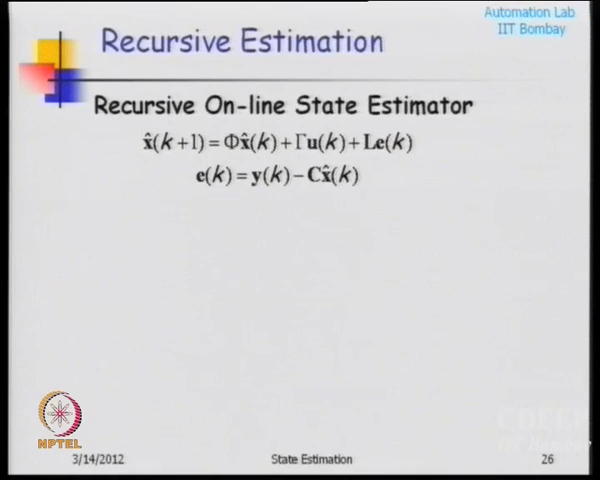 Automation Lab
IIT Bombay
Recursive Estimation
Recursive On-line State Estimator
x̂(k+1) = Φx̂(k) + Γu(k) + Le(k)
e(k) = y(k) − Cx̂(k)
NPTEL
3/14/2012 State Estimation 26